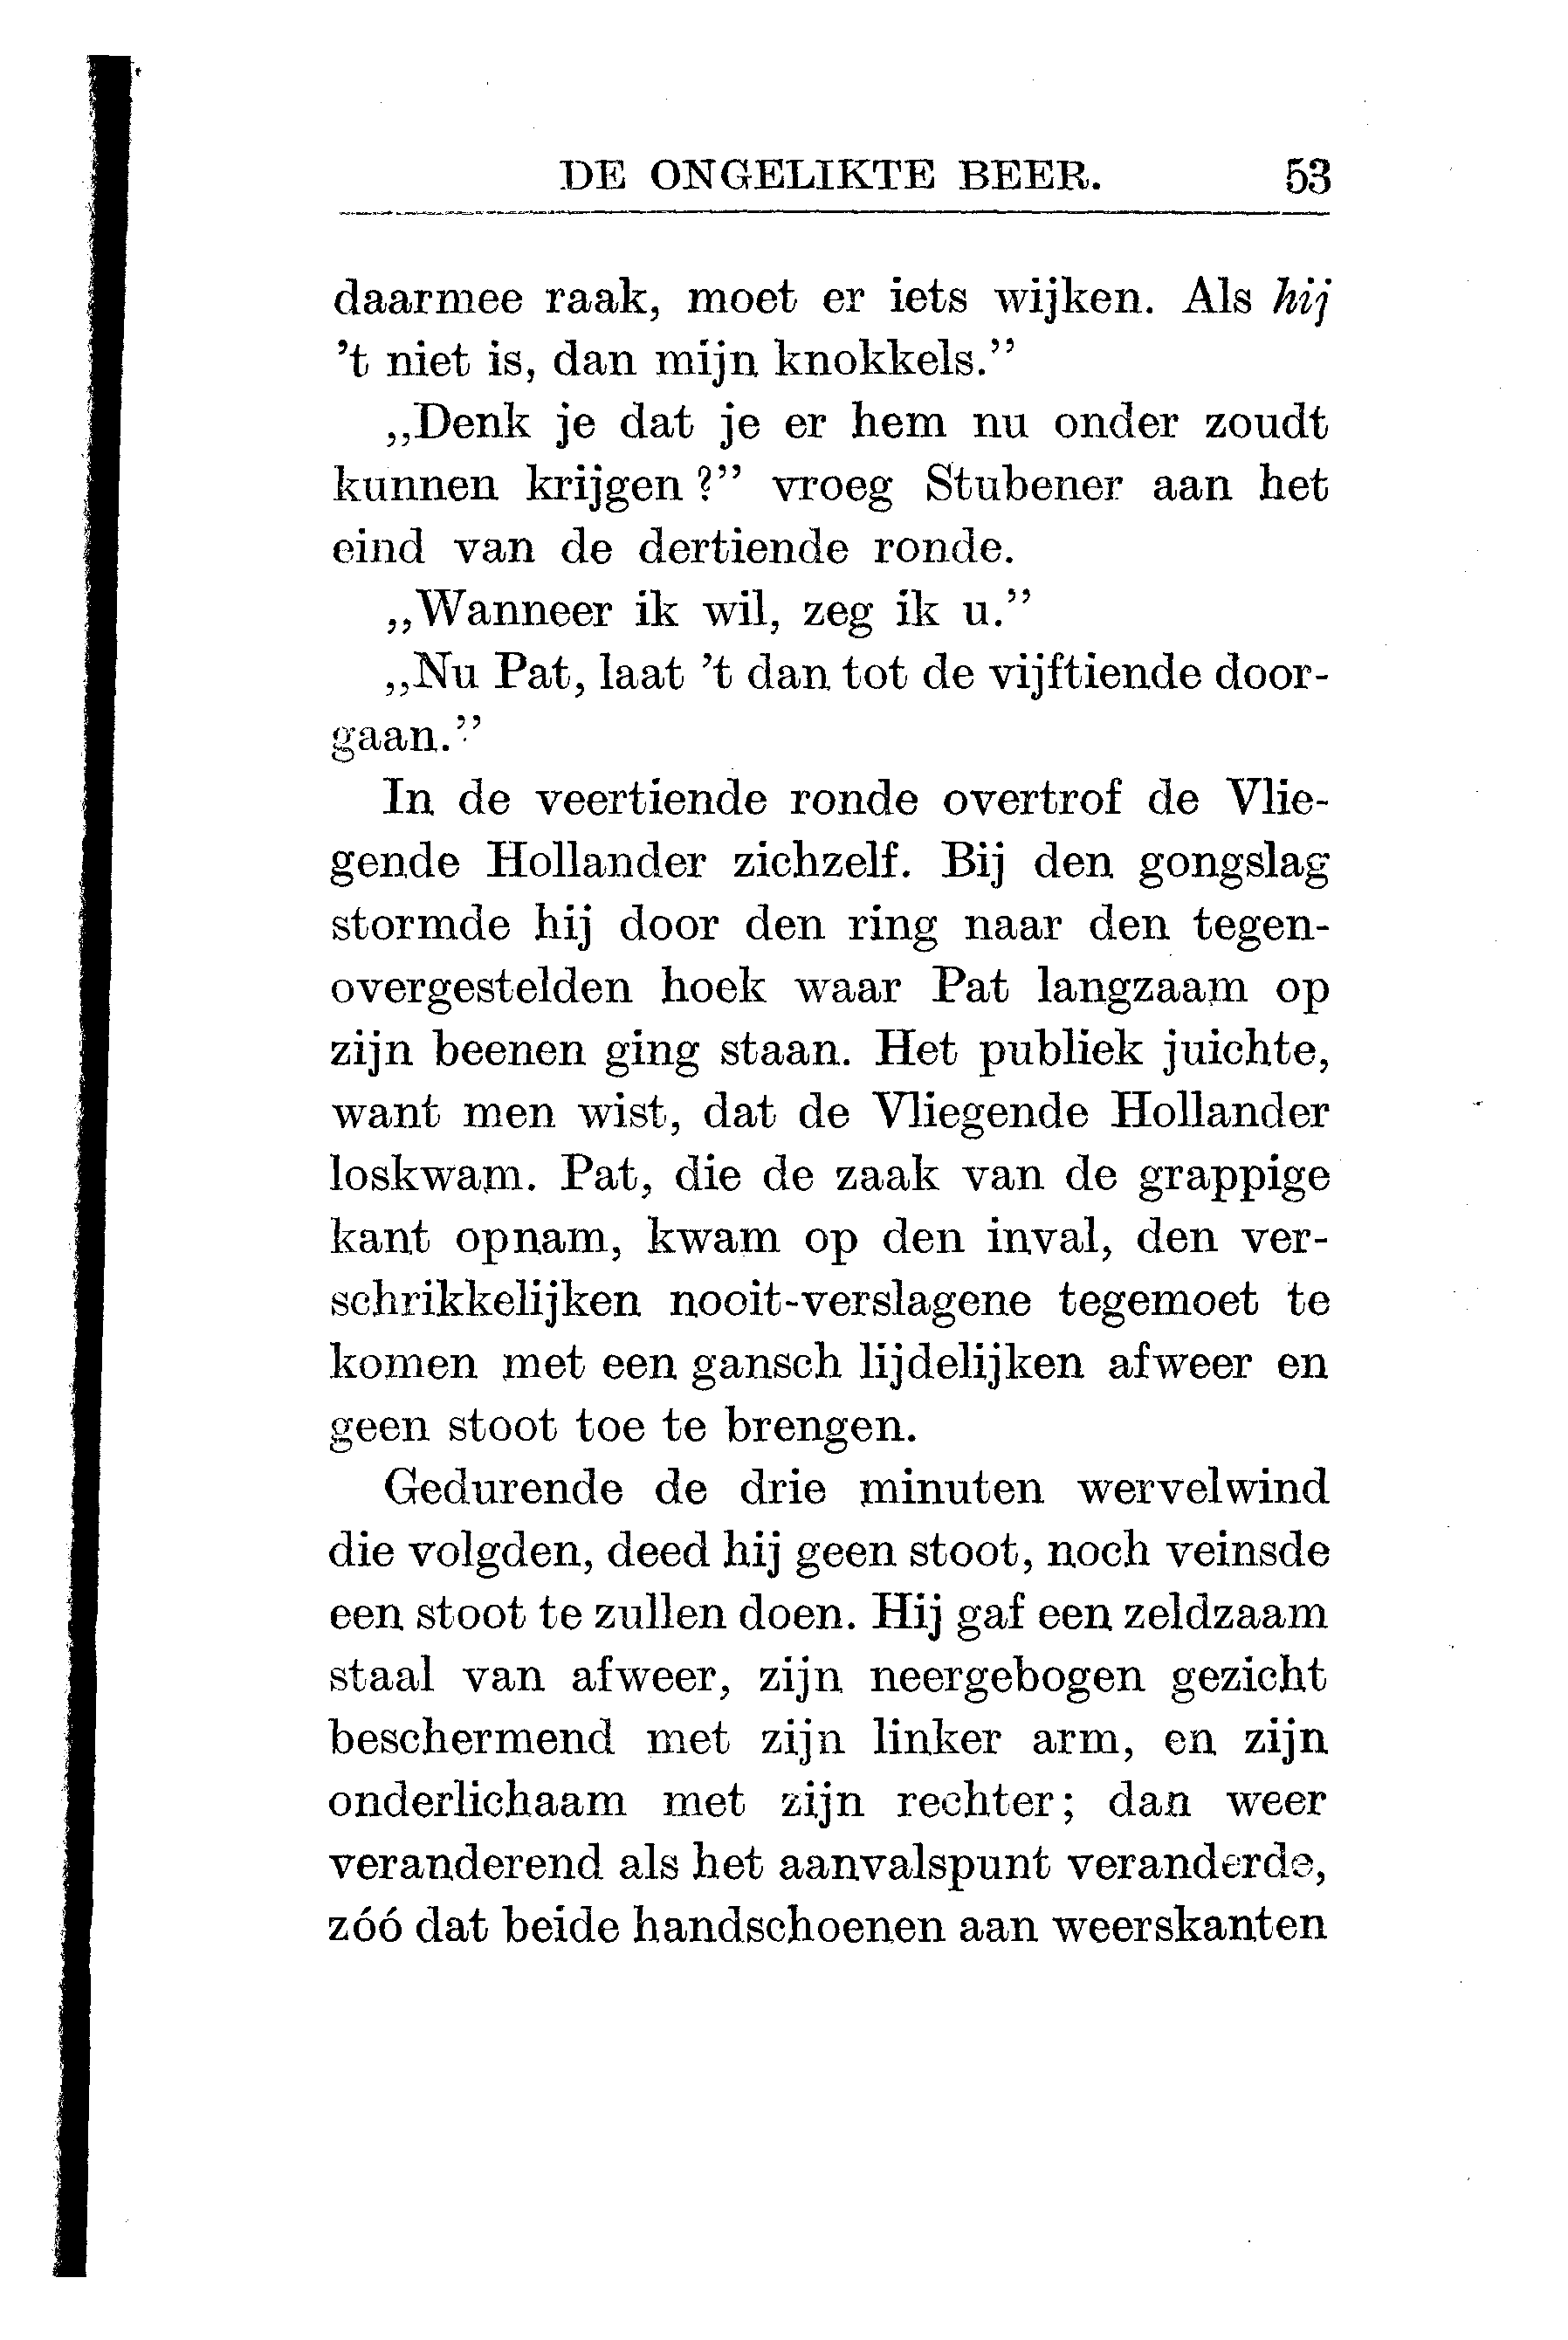 DE ONGELIKTE BEER. 53
daarmee raak, moet er iets wijken. Als hij
’t niet is, dan mijn knokkels.”
„Denk je dat je er hem nu onder zoudt
kunnen krijgen ?” vroeg Stubener aan het
eind van de dertiende ronde.
„Wanneer ik wil, zeg ik u.”
„Nu Pat, laat ’t dan tot de vijftiende door-
gaan.”
In de veertiende ronde overtrof de Vlie-
gende Hollander zichzelf. Bij den gongslag
stormde hij door den ring naar den tegen-
overgestelden hoek waar Pat langzaam op
zijn beenen ging staan. Het publiek juichte,
want men wist, dat de Vliegende Hollander
loskwam. Pat, die de zaak van de grappige
kant opnam, kwam op den inval, den ver-
schrikkelijken nooit-verslagene tegemoet te
komen met een gansch lijdelijken afweer en
geen stoot toe te brengen.
Gedurende de drie minuten wervelwind
die volgden, deed hij geen stoot, noch veinsde
een stoot te zullen doen. Hij gaf een zeldzaam
staal van afweer, zijn neergebogen gezicht
beschermend met zijn linker arm, en zijn
onderlichaam met zijn rechter; dan weer
veranderend als het aanvalspunt veranderde,
zóó dat beide handschoenen aan weerskanten